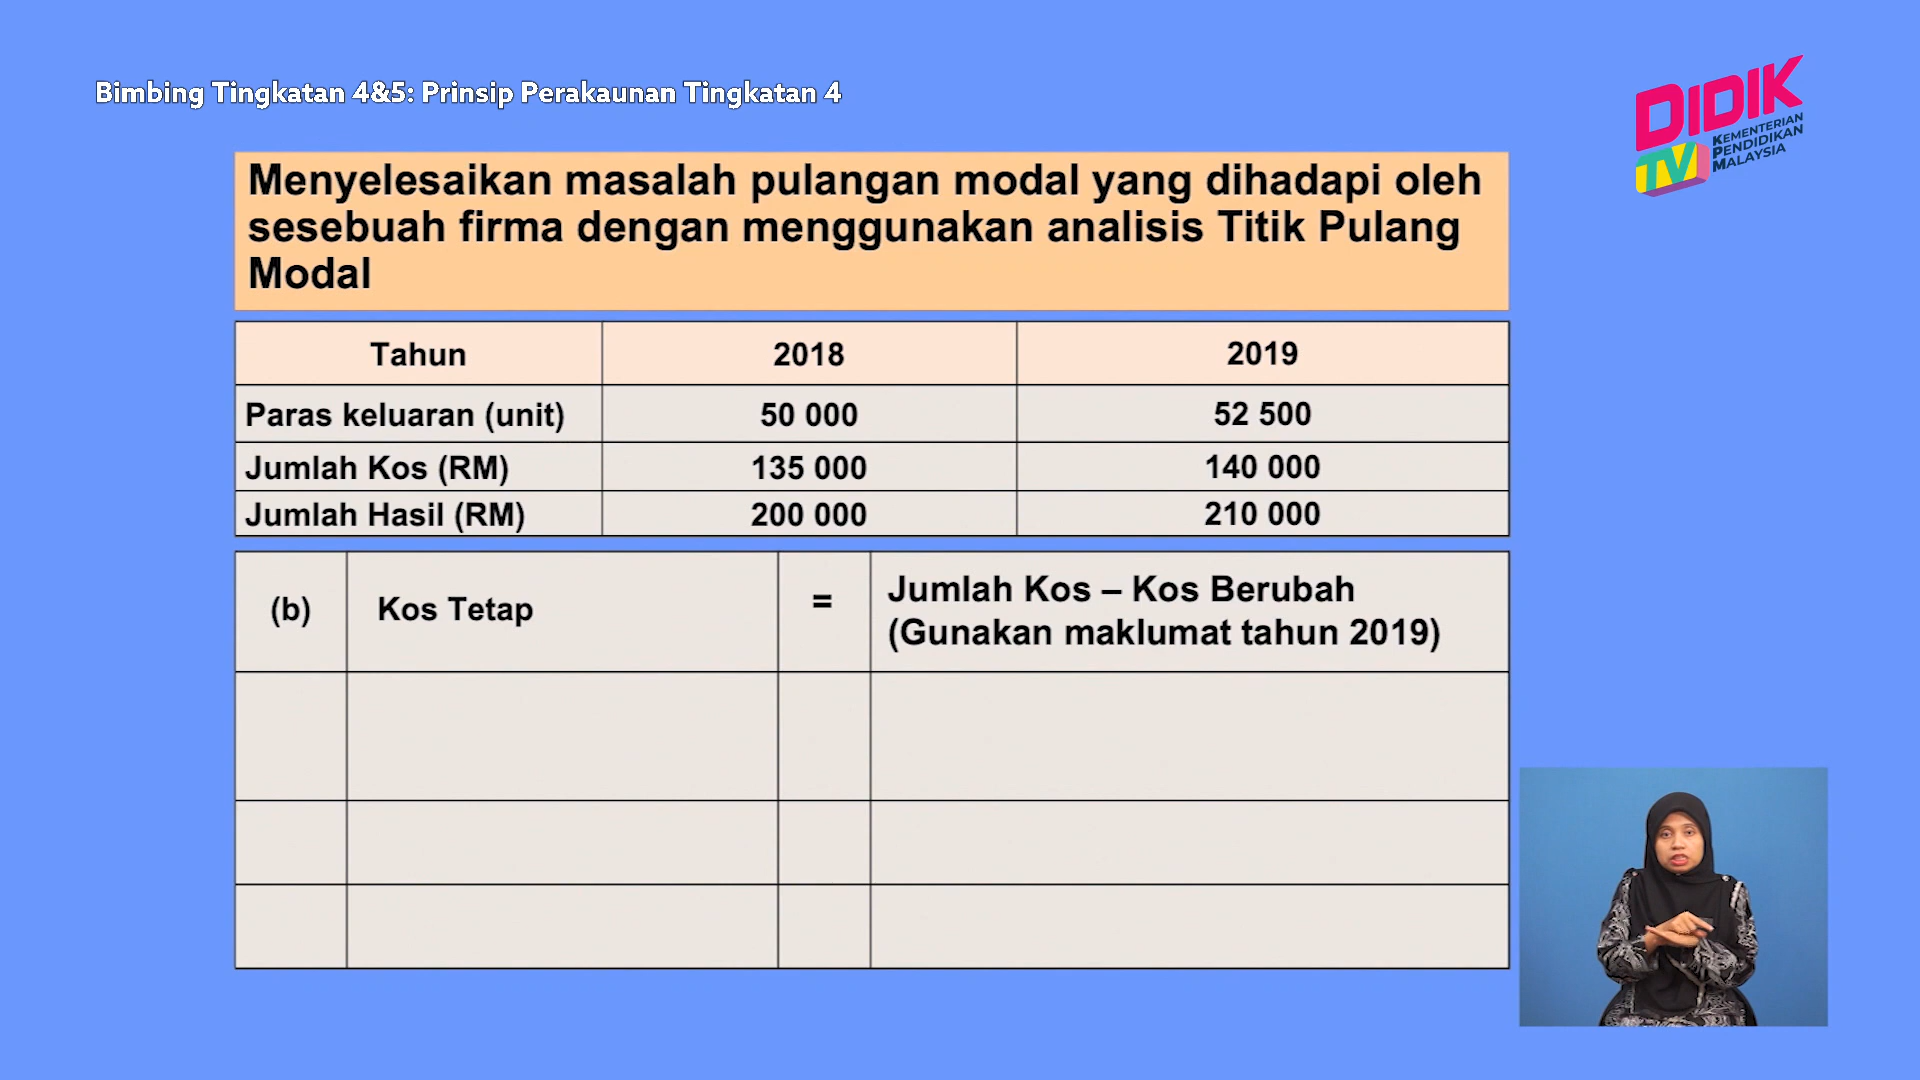 Bimbing Tingkatan 4&5: Prinsip Perakaunan Tingkatan 4
DIDIK
TV
KEMENTERIAN
PENDIDIKAN
MALAYSIA
Menyelesaikan masalah pulangan modal yang dihadapi oleh
sesebuah firma dengan menggunakan analisis Titik Pulang
Modal
Tahun 2018 2019
Paras keluaran (unit) 50 000 52 500
Jumlah Kos (RM) 135 000 140 000
Jumlah Hasil (RM) 200 000 210 000
(b) Kos Tetap = Jumlah Kos – Kos Berubah
(Gunakan maklumat tahun 2019)